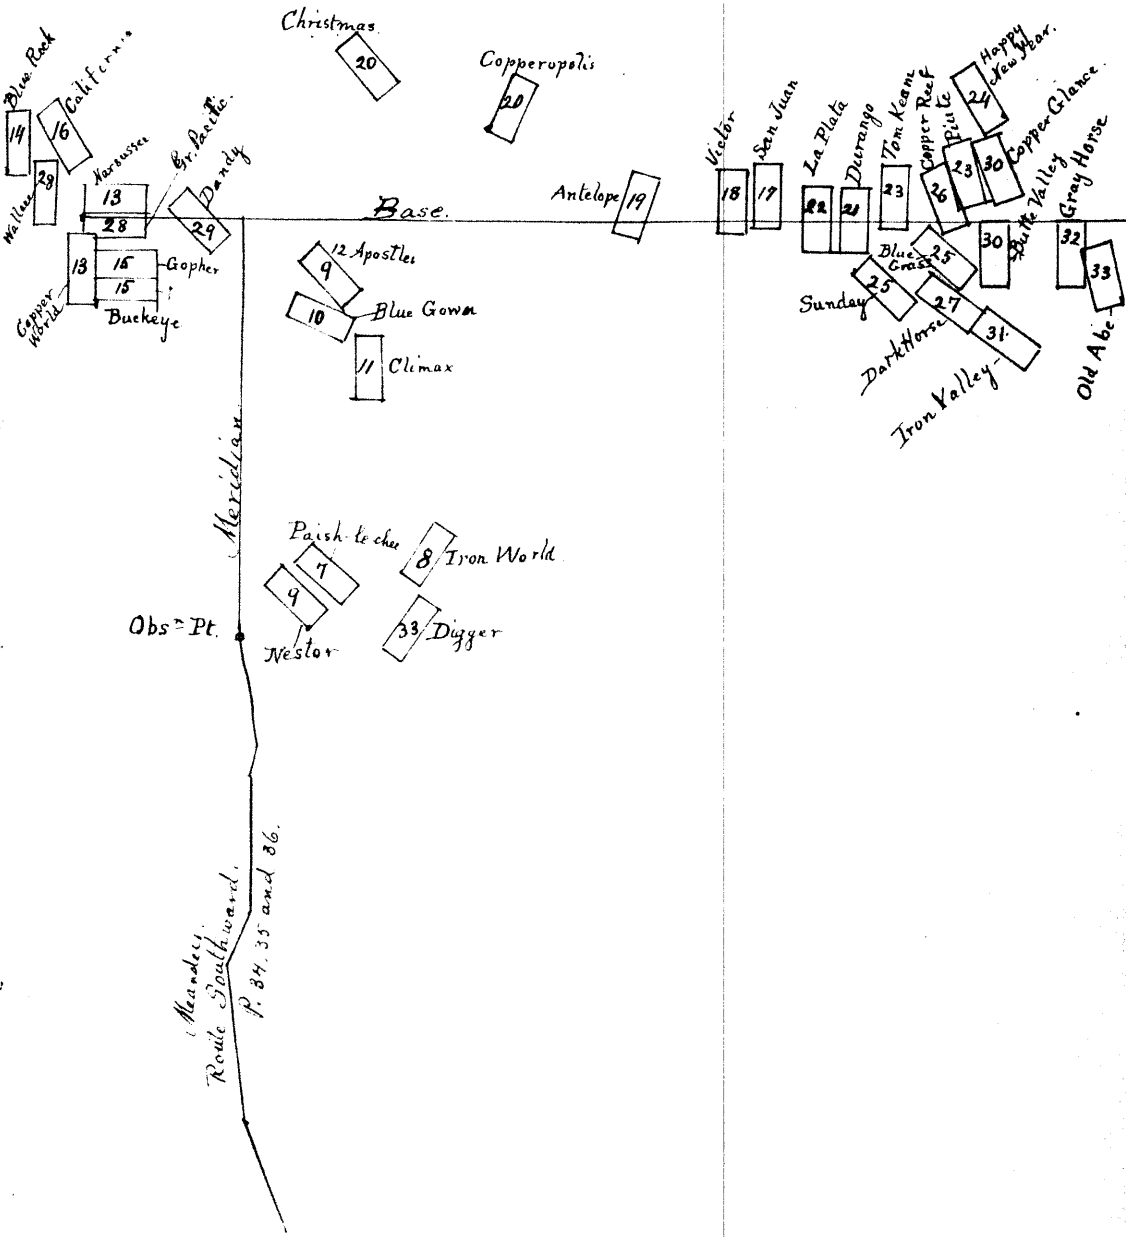 Christmas.
20
Copperopolis
20
Blue Rock
14
California
16
Wallace
28
Narsusses
13
Gr. Pacific.
28
Dandy
29
Copper
World
13
15
Gopher
15
Buckeye
Base.
12 Apostles
9
10
Blue Gown
11
Climax
Antelope
19
Victor
18
San Juan
17
La Plata
22
Durango
21
Tom Keam
23
Copper Reef
26
Piute
23
Happy
New Year.
24
Copper Glance.
30
Butte Valley
30
Gray Horse
32
Old Abe
33
Blue
Grass
25
Sunday
25
Dark Horse
27
Iron Valley
31
Meridian
Paish-le chee
7
9
Nestor
8
Iron World
33
Digger
Obsn Pt.
Meanders.
Route Southward.
P. 34. 35 and 36.